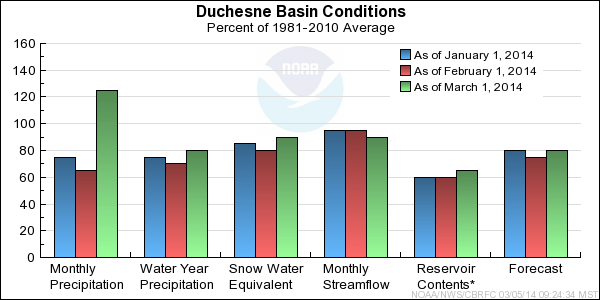 Duchesne Basin Conditions
Percent of 1981-2010 Average
160
140
120
100
80
60
40
20
0
NOAA
As of January 1, 2014
As of February 1, 2014
As of March 1, 2014
Monthly
Precipitation
Water Year
Precipitation
Snow Water
Equivalent
Monthly
Streamflow
Reservoir
Contents*
Forecast
NOAA/NWS/CBRFC 03/05/14 09:24:34 MST